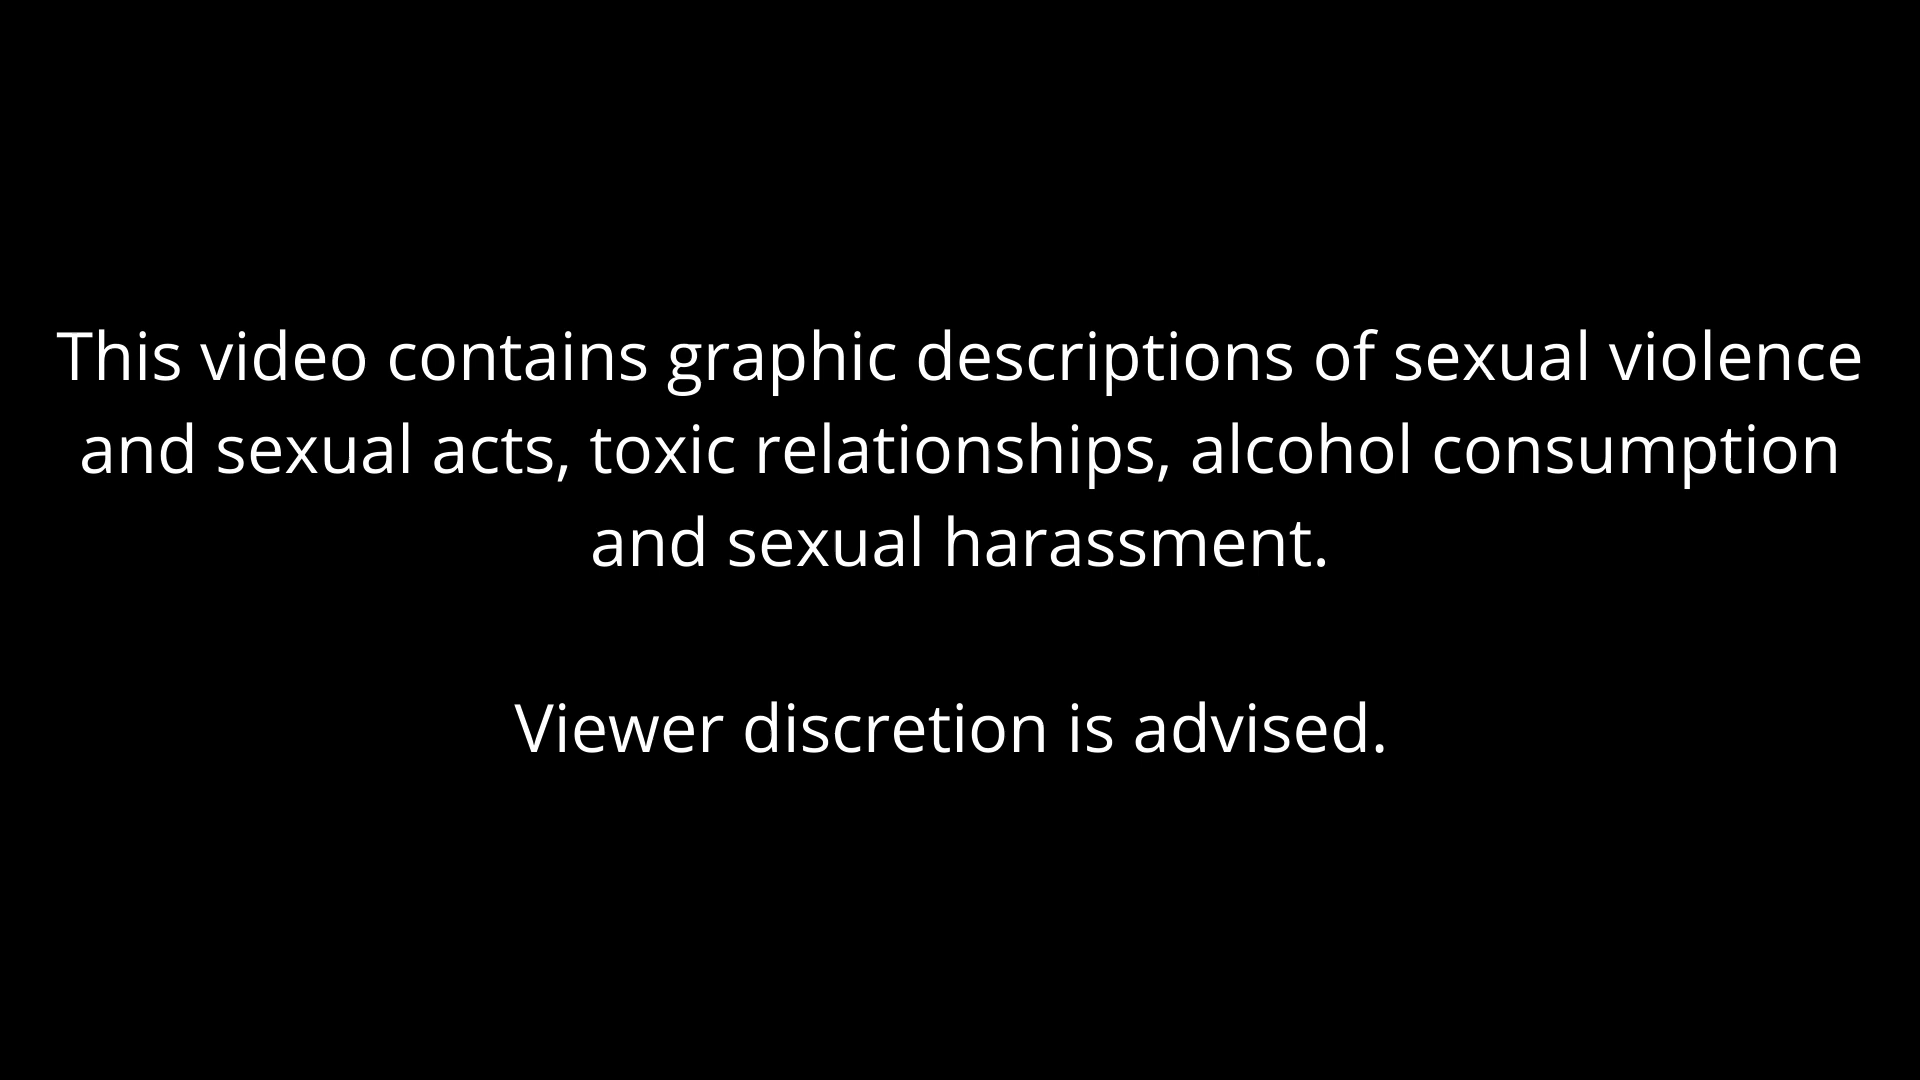 This video contains graphic descriptions of sexual violence
and sexual acts, toxic relationships, alcohol consumption
and sexual harassment.
Viewer discretion is advised.